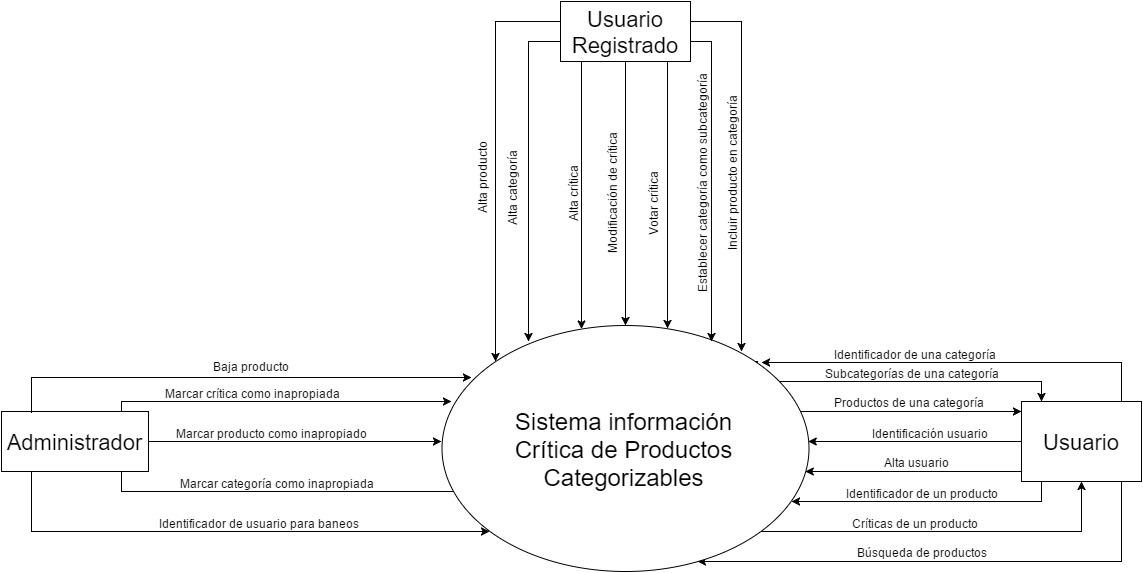 Usuario
Registrado
Alta producto
Alta categoría
Alta crítica
Modificación de crítica
Votar crítica
Establecer categoría como subcategoría
Incluir producto en categoría
Baja producto
Marcar crítica como inapropiada
Administrador
Marcar producto como inapropiado
Marcar categoría como inapropiada
Identificador de usuario para baneos
Sistema información
Crítica de Productos
Categorizables
Identificador de una categoría
Subcategorías de una categoría
Productos de una categoría
Identificación usuario
Usuario
Alta usuario
Identificador de un producto
Críticas de un producto
Búsqueda de productos